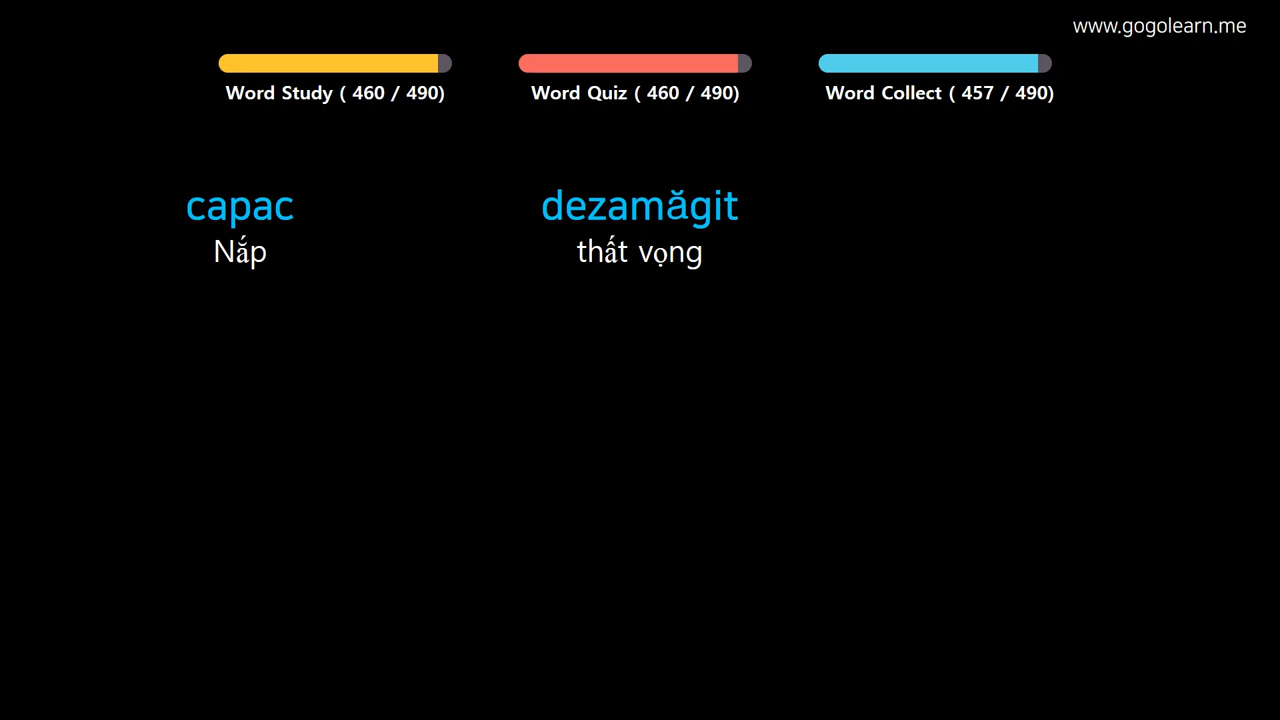 www.gogolearn.me
Word Study ( 460 / 490)
Word Quiz ( 460 / 490)
Word Collect ( 457 / 490)
capac
Nắp
dezamăgit
thất vọng